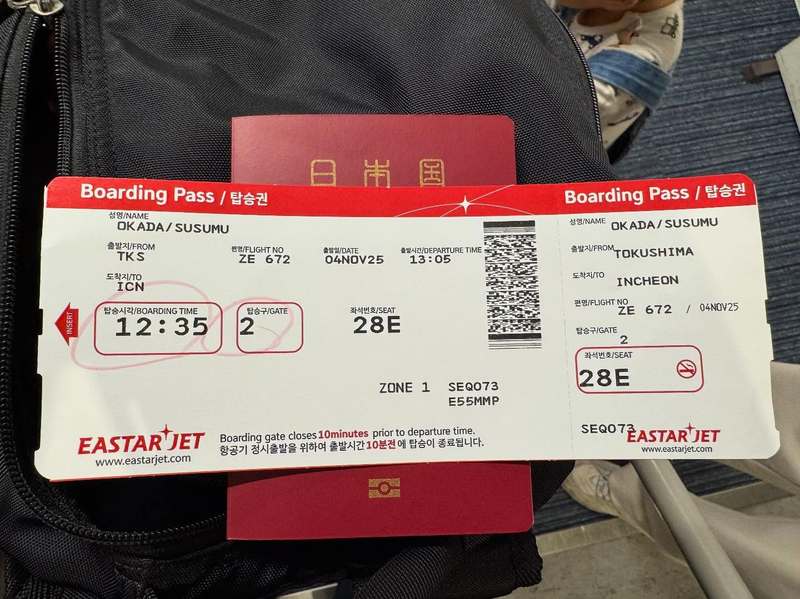 日本国
Boarding Pass / 탑승권
성명/NAME
OKADA/SUSUMU
출발지/FROM 편명/FLIGHT NO 출발일/DATE 출발시간/DEPARTURE TIME
TKS ZE 672 04NOV25 13:05
도착지/TO
ICN
탑승시각/BOARDING TIME 탑승구/GATE 좌석번호/SEAT
INSERT
12:35 2 28E
ZONE 1 SEQ073
E55MMP
EASTAR JET
www.eastarjet.com
Boarding gate closes 10minutes prior to departure time.
항공기 정시출발을 위하여 출발시간 10분전에 탑승이 종료됩니다.
Boarding Pass / 탑승권
성명/NAME OKADA/SUSUMU
출발지/FROM TOKUSHIMA
도착지/TO
INCHEON
편명/FLIGHT NO
ZE 672 / 04NOV25
탑승구/GATE
2
좌석번호/SEAT
28E
SEQ073
EASTAR JET
www.eastarjet.com